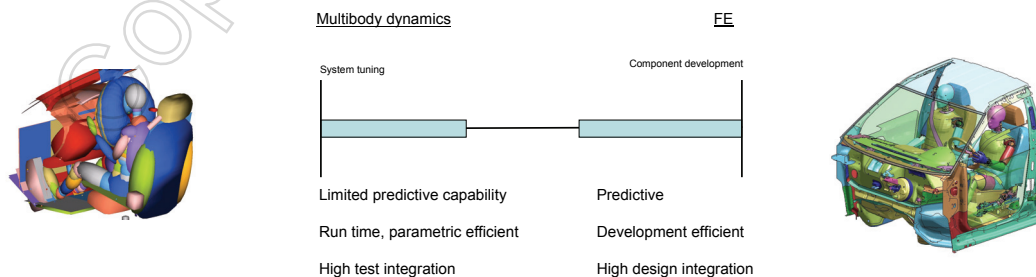 Multibody dynamics
FE
System tuning
Component development
Limited predictive capability
Predictive
Run time, parametric efficient
Development efficient
High test integration
High design integration